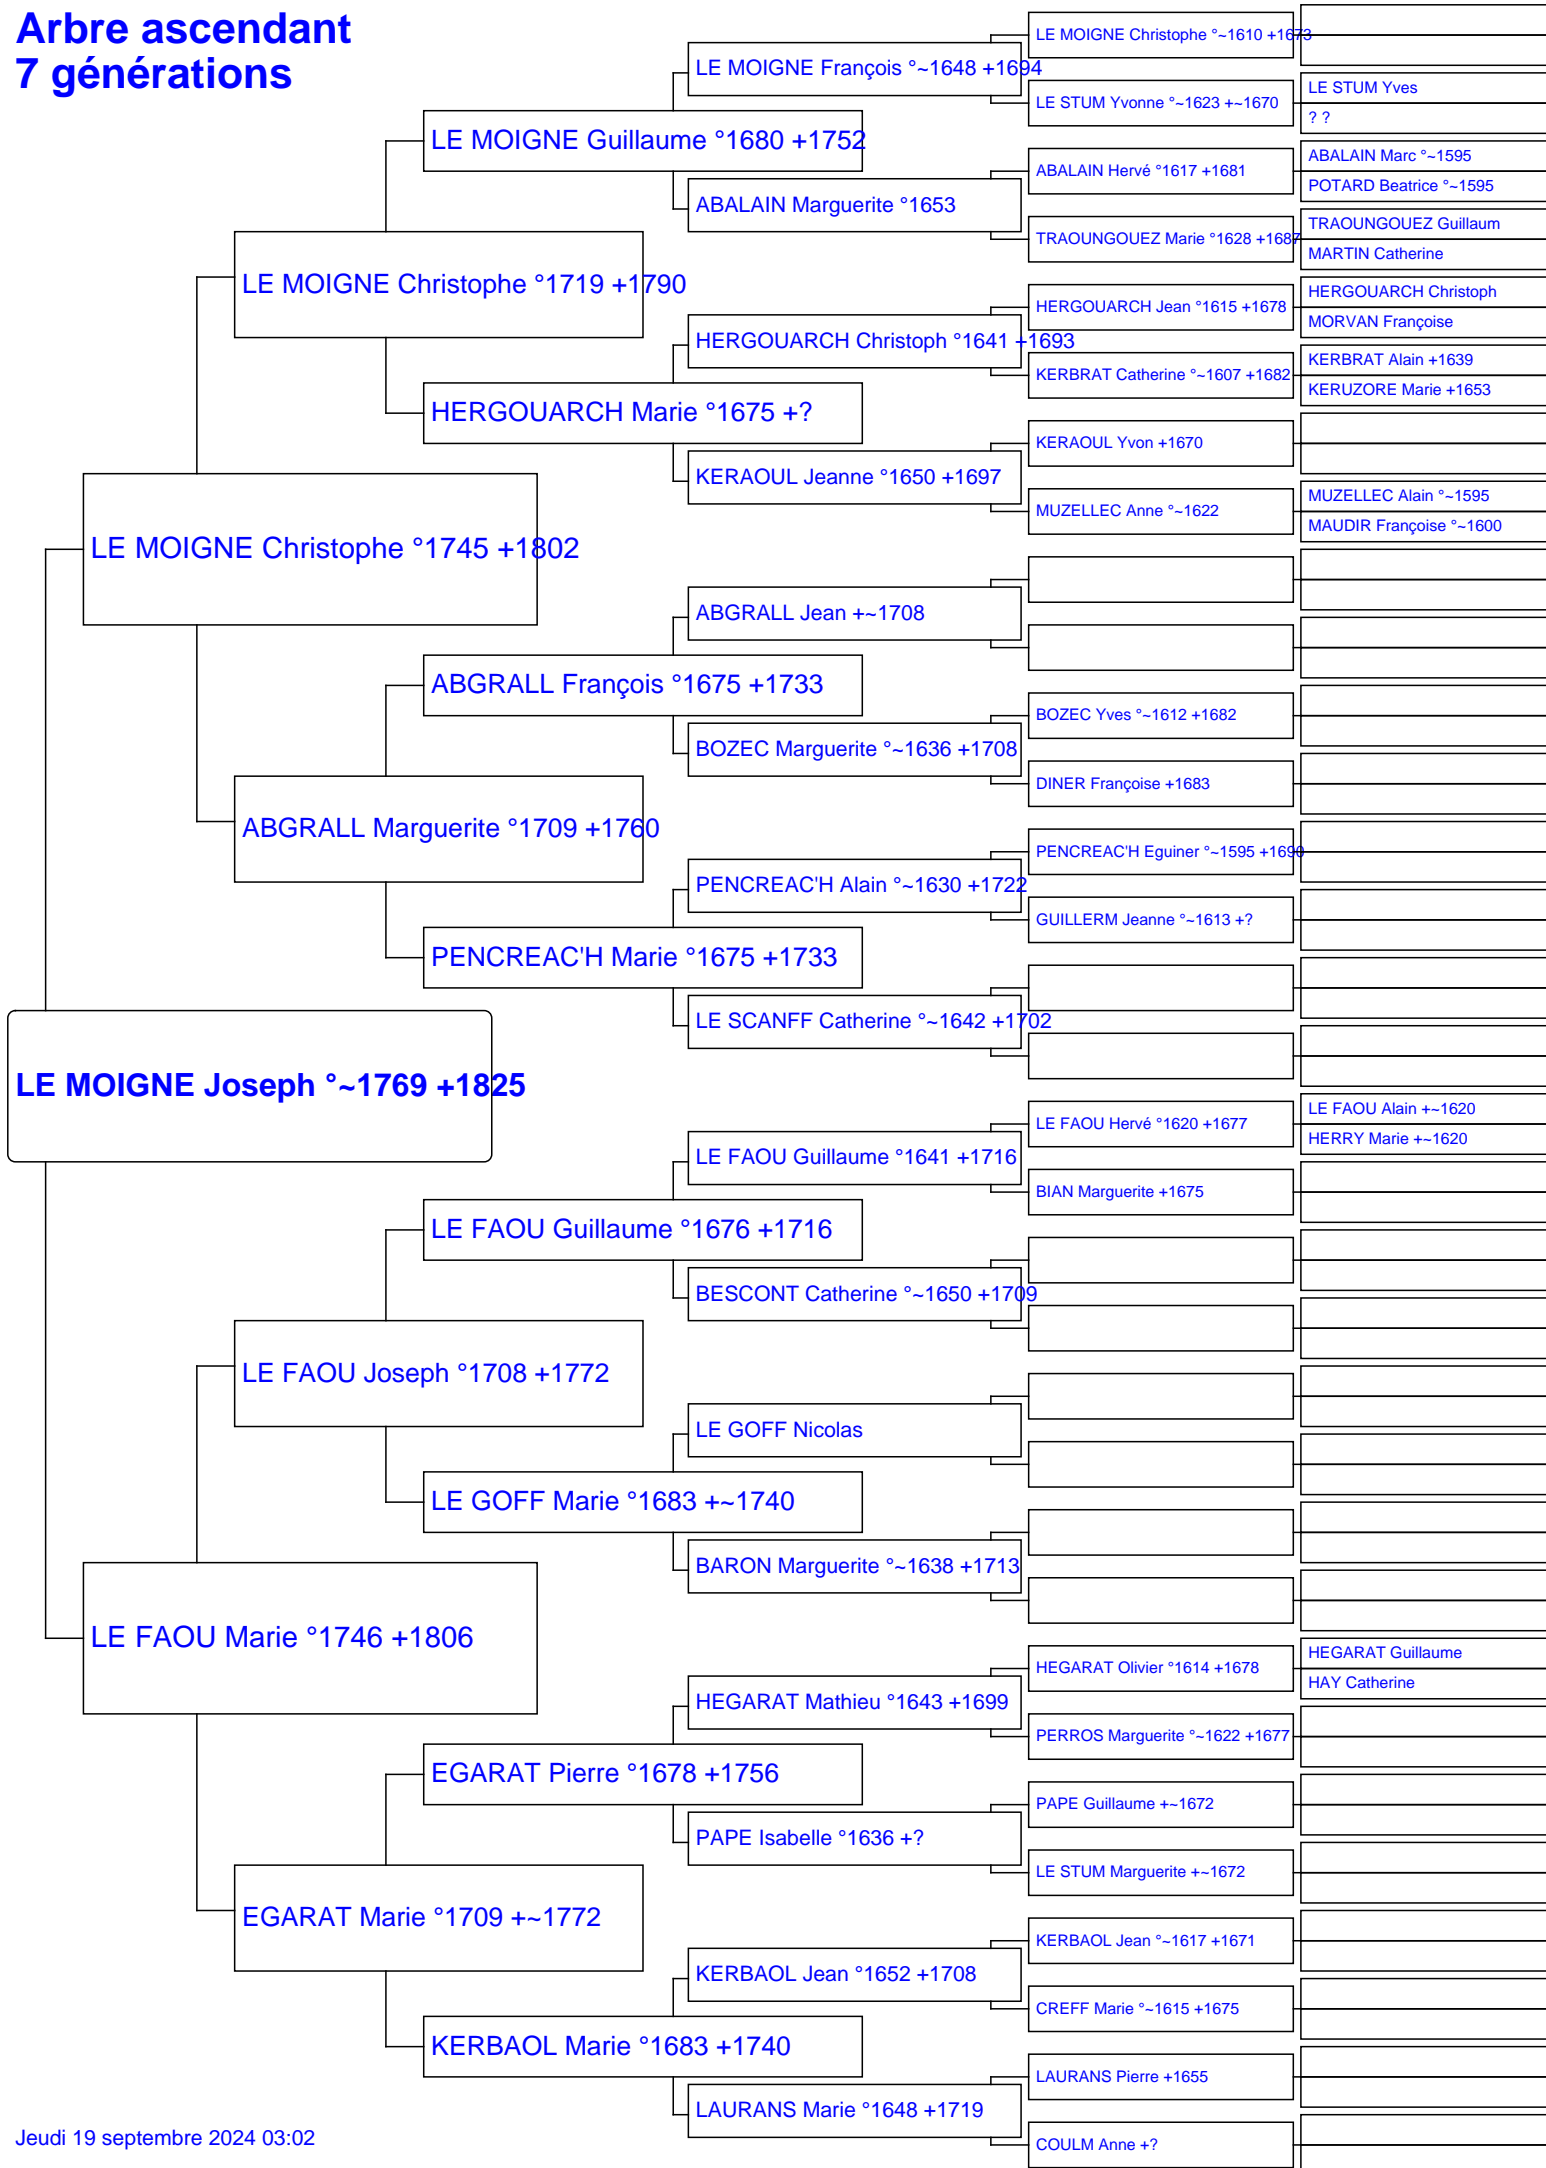 Arbre ascendant
7 générations
LE MOIGNE Joseph °~1769 +1825
LE MOIGNE Christophe °1745 +1802
LE FAOU Marie °1746 +1806
LE MOIGNE Christophe °1719 +1790
ABGRALL Marguerite °1709 +1760
LE FAOU Joseph °1708 +1772
EGARAT Marie °1709 +~1772
LE MOIGNE Guillaume °1680 +1752
HERGOUARCH Marie °1675 +?
ABGRALL François °1675 +1733
PENCREAC'H Marie °1675 +1733
LE FAOU Guillaume °1676 +1716
LE GOFF Marie °1683 +~1740
EGARAT Pierre °1678 +1756
KERBAOL Marie °1683 +1740
LE MOIGNE François °~1648 +1694
ABALAIN Marguerite °1653
HERGOUARCH Christoph °1641 +1693
KERAOUL Jeanne °1650 +1697
ABGRALL Jean +~1708
BOZEC Marguerite °~1636 +1708
PENCREAC'H Alain °~1630 +1722
LE SCANFF Catherine °~1642 +1702
LE FAOU Guillaume °1641 +1716
BESCONT Catherine °~1650 +1709
LE GOFF Nicolas
BARON Marguerite °~1638 +1713
HEGARAT Mathieu °1643 +1699
PAPE Isabelle °1636 +?
KERBAOL Jean °1652 +1708
LAURANS Marie °1648 +1719
LE MOIGNE Christophe °~1610 +1673
LE STUM Yvonne °~1623 +~1670
ABALAIN Hervé °1617 +1681
TRAOUNGOUEZ Marie °1628 +1687
HERGOUARCH Jean °1615 +1678
KERBRAT Catherine °~1607 +1682
KERAOUL Yvon +1670
MUZELLEC Anne °~1622
BOZEC Yves °~1612 +1682
DINER Françoise +1683
PENCREAC'H Eguiner °~1595 +1690
GUILLERM Jeanne °~1613 +?
LE FAOU Hervé °1620 +1677
BIAN Marguerite +1675
HEGARAT Olivier °1614 +1678
PERROS Marguerite °~1622 +1677
PAPE Guillaume +~1672
LE STUM Marguerite +~1672
KERBAOL Jean °~1617 +1671
CREFF Marie °~1615 +1675
LAURANS Pierre +1655
COULM Anne +?
LE STUM Yves
? ?
ABALAIN Marc °~1595
POTARD Beatrice °~1595
TRAOUNGOUEZ Guillaum
MARTIN Catherine
HERGOUARCH Christoph
MORVAN Françoise
KERBRAT Alain +1639
KERUZORE Marie +1653
MUZELLEC Alain °~1595
MAUDIR Françoise °~1600
LE FAOU Alain +~1620
HERRY Marie +~1620
HEGARAT Guillaume
HAY Catherine
Jeudi 19 septembre 2024 03:02